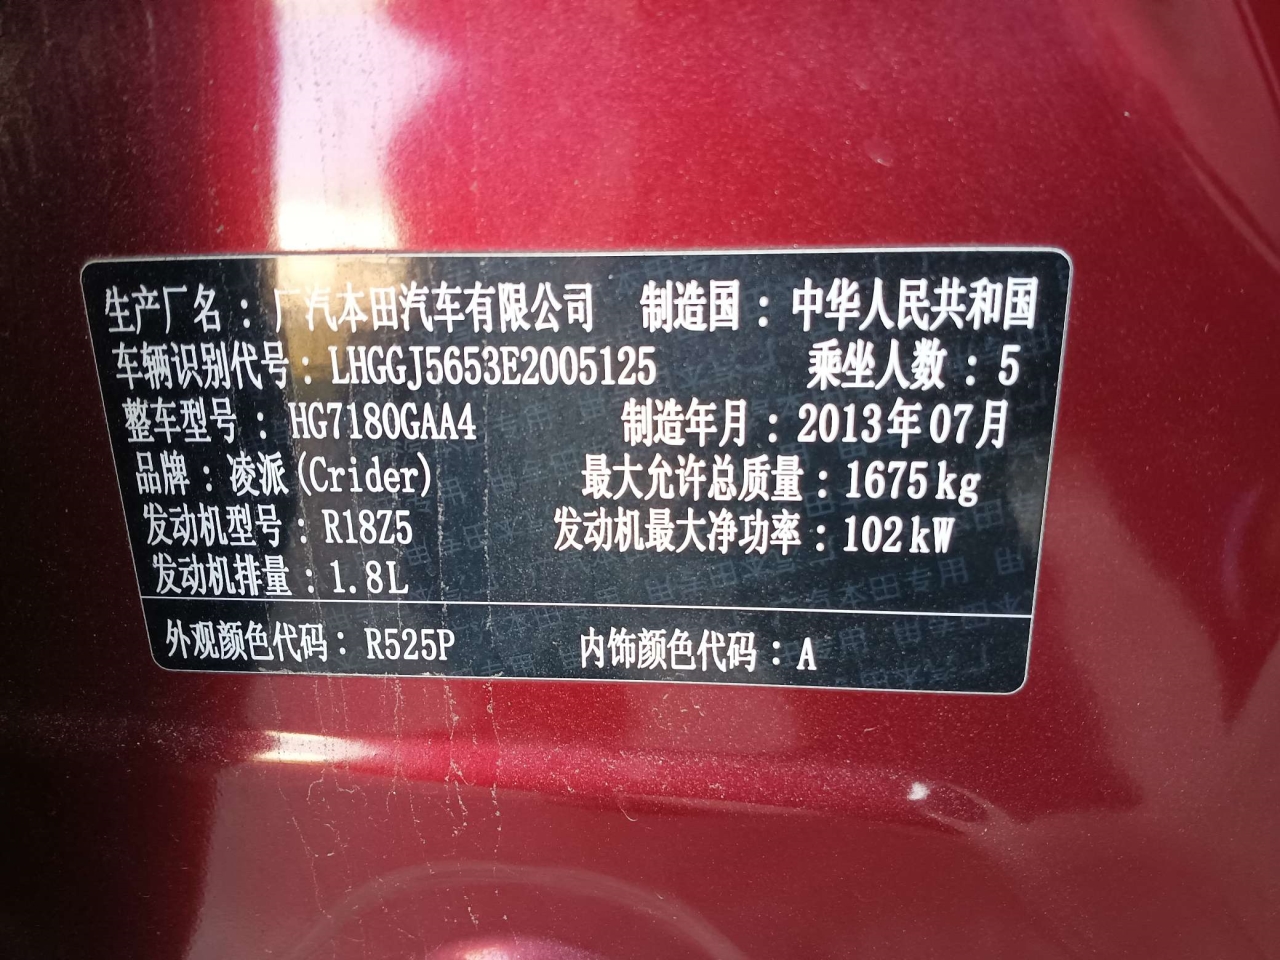 生产厂名：广汽本田汽车有限公司 制造国：中华人民共和国
车辆识别代号：LHGGJ5653E2005125 乘坐人数：5
整车型号：HG7180GAA4 制造年月：2013年07月
品牌：凌派(Crider) 最大允许总质量：1675kg
发动机型号：R18Z5 发动机最大净功率：102kW
发动机排量：1.8L
外观颜色代码：R525P 内饰颜色代码：A